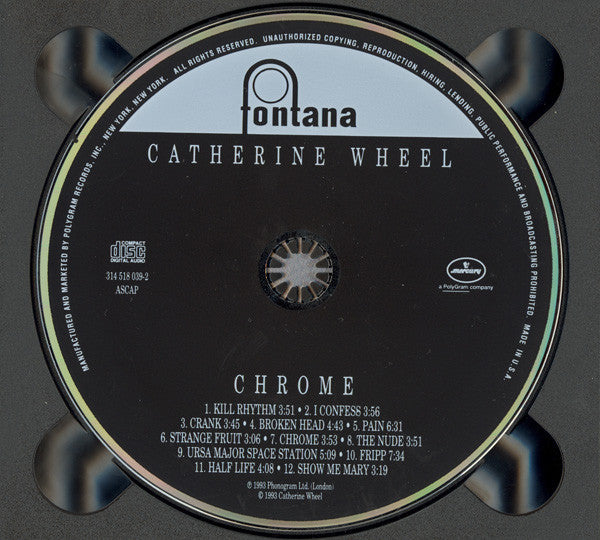 MANUFACTURED AND MARKETED BY POLYGRAM RECORDS, INC., NEW YORK, NEW YORK. ALL RIGHTS RESERVED. UNAUTHORIZED COPYING, REPRODUCTION, HIRING, LENDING, PUBLIC PERFORMANCE AND BROADCASTING PROHIBITED. MADE IN U.S.A.
fontana
CATHERINE WHEEL
COMPACT
disc
DIGITAL AUDIO
314 518 039-2
ASCAP
mercury
a PolyGram company
CHROME
1. KILL RHYTHM 3:51 • 2. I CONFESS 3:56
3. CRANK 3:45 • 4. BROKEN HEAD 4:43 • 5. PAIN 6:31
6. STRANGE FRUIT 3:06 • 7. CHROME 3:53 • 8. THE NUDE 3:51
9. URSA MAJOR SPACE STATION 5:09 • 10. FRIPP 7:34
11. HALF LIFE 4:08 • 12. SHOW ME MARY 3:19
℗ 1993 Phonogram Ltd. (London)
© 1993 Catherine Wheel